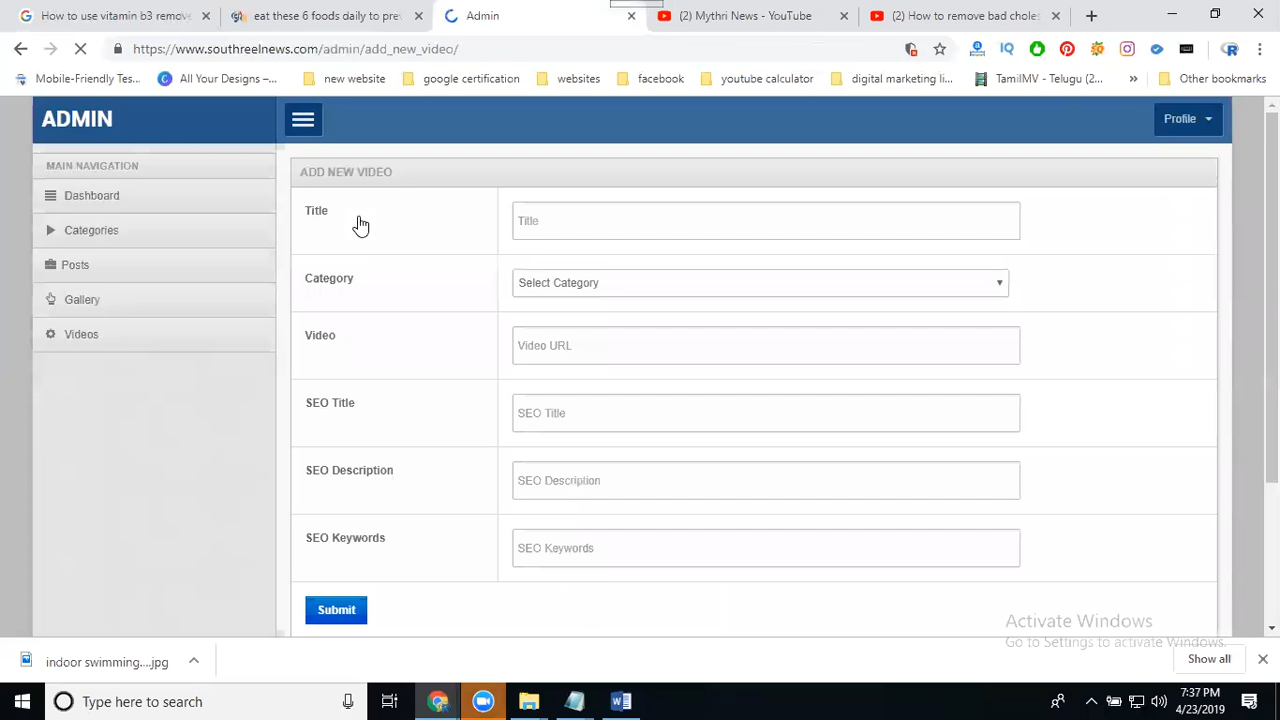 How to use vitamin b3 remov
eat these 6 foods daily to pr
Admin
(2) Mythri News - YouTube
(2) How to remove bad choles
https://www.southreelnews.com/admin/add_new_video/
Mobile-Friendly Tes...
All Your Designs –...
new website
google certification
websites
facebook
youtube calculator
digital marketing li...
TamilMV - Telugu (2...
Other bookmarks
ADMIN
Profile
MAIN NAVIGATION
Dashboard
Categories
Posts
Gallery
Videos
ADD NEW VIDEO
Title
Title
Category
Select Category
Video
Video URL
SEO Title
SEO Title
SEO Description
SEO Description
SEO Keywords
SEO Keywords
Submit
Activate Windows
Go to Settings to activate Windows.
indoor swimming....jpg
Show all
Type here to search
7:37 PM
4/23/2019